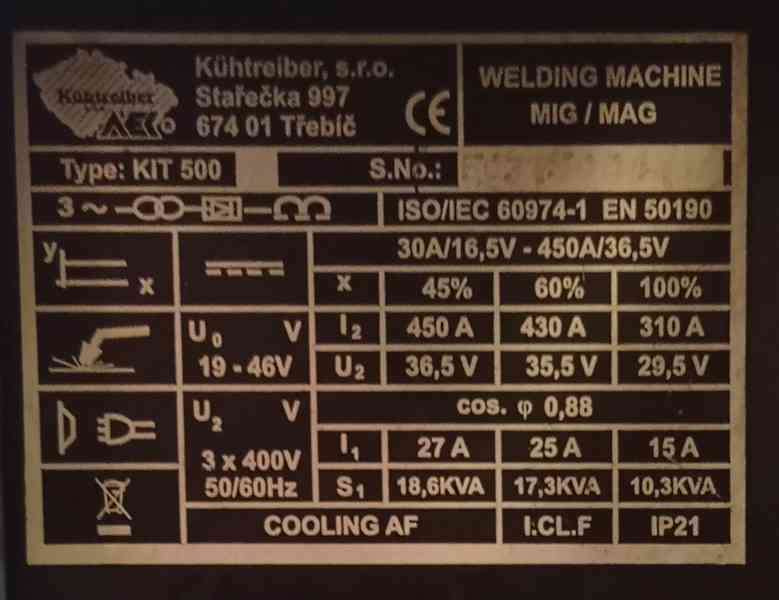 Kühtreiber
Kühtreiber, s.r.o.
Stařečka 997
674 01 Třebíč
CE
WELDING MACHINE
MIG / MAG
Type: KIT 500
S.No.:
3 ~
ISO/IEC 60974-1 EN 50190
y
x
30A/16,5V - 450A/36,5V
X 45% 60% 100%
U0 V
19 - 46V
I2 450 A 430 A 310 A
U2 36,5 V 35,5 V 29,5 V
U2 V
3 x 400V
50/60Hz
cos. φ 0,88
I1 27 A 25 A 15 A
S1 18,6KVA 17,3KVA 10,3KVA
COOLING AF I.CL.F IP21